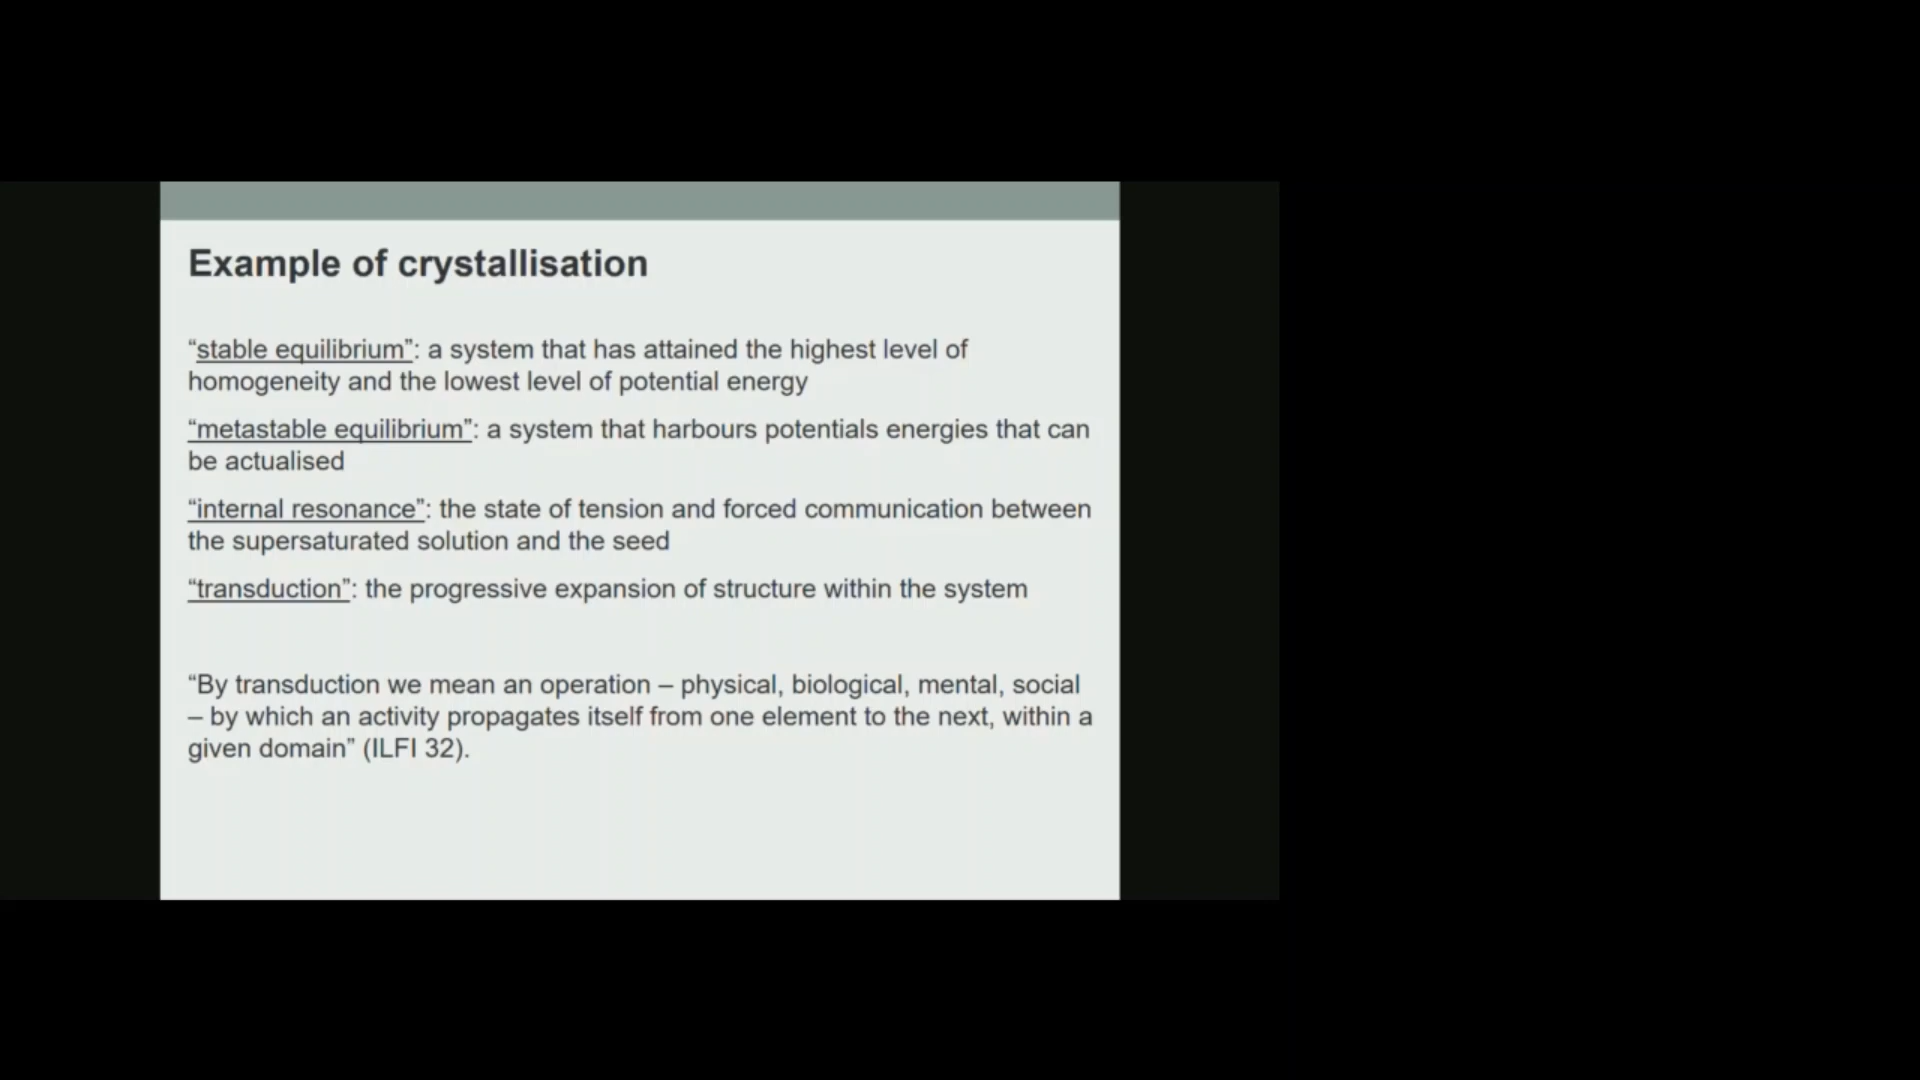 Example of crystallisation
“stable equilibrium”: a system that has attained the highest level of
homogeneity and the lowest level of potential energy
“metastable equilibrium”: a system that harbours potentials energies that can
be actualised
“internal resonance”: the state of tension and forced communication between
the supersaturated solution and the seed
“transduction”: the progressive expansion of structure within the system
“By transduction we mean an operation – physical, biological, mental, social
– by which an activity propagates itself from one element to the next, within a
given domain” (ILFI 32).